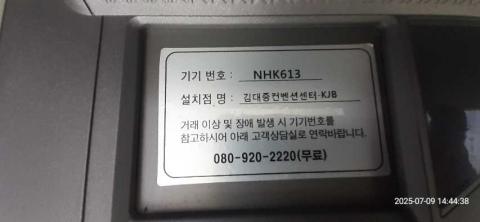 기기 번호 : NHK613
설치점 명 : 김대중컨벤션센터-KJB
거래 이상 및 장애 발생 시 기기번호를
참고하시어 아래 고객상담실로 연락바랍니다.
080-920-2220(무료)
2025-07-09 14:44:38